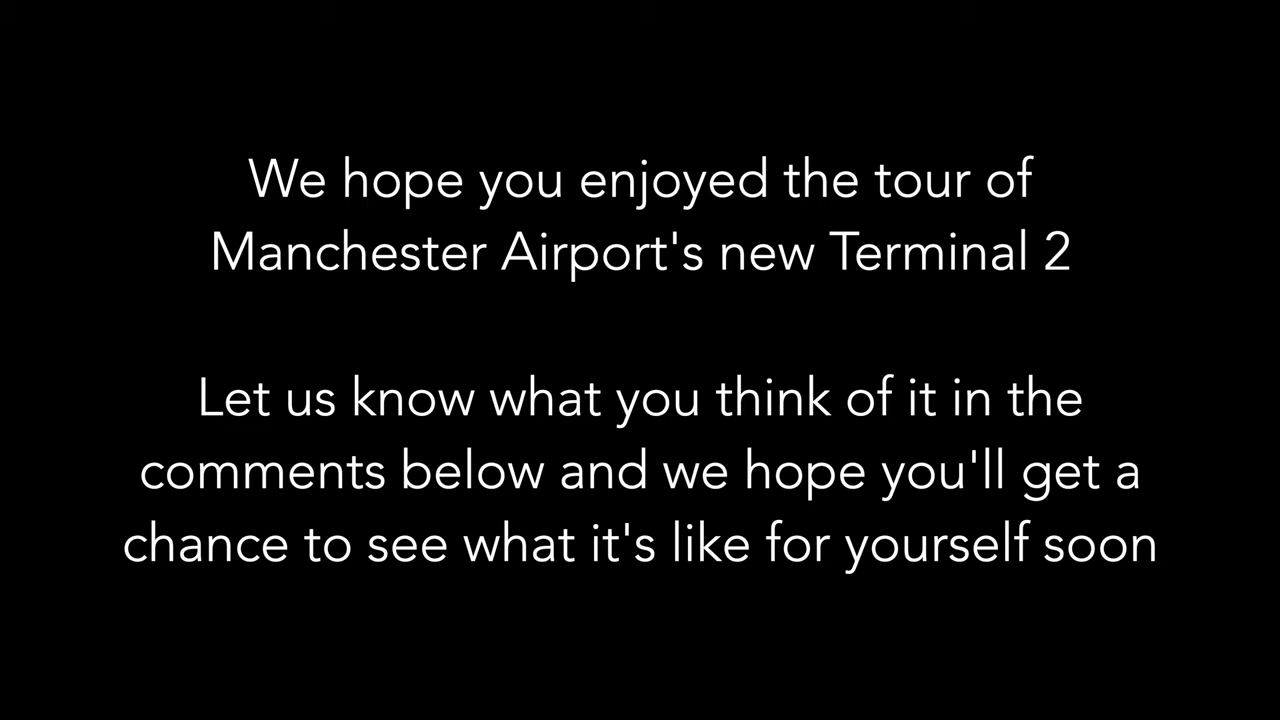 We hope you enjoyed the tour of
Manchester Airport's new Terminal 2
Let us know what you think of it in the
comments below and we hope you'll get a
chance to see what it's like for yourself soon